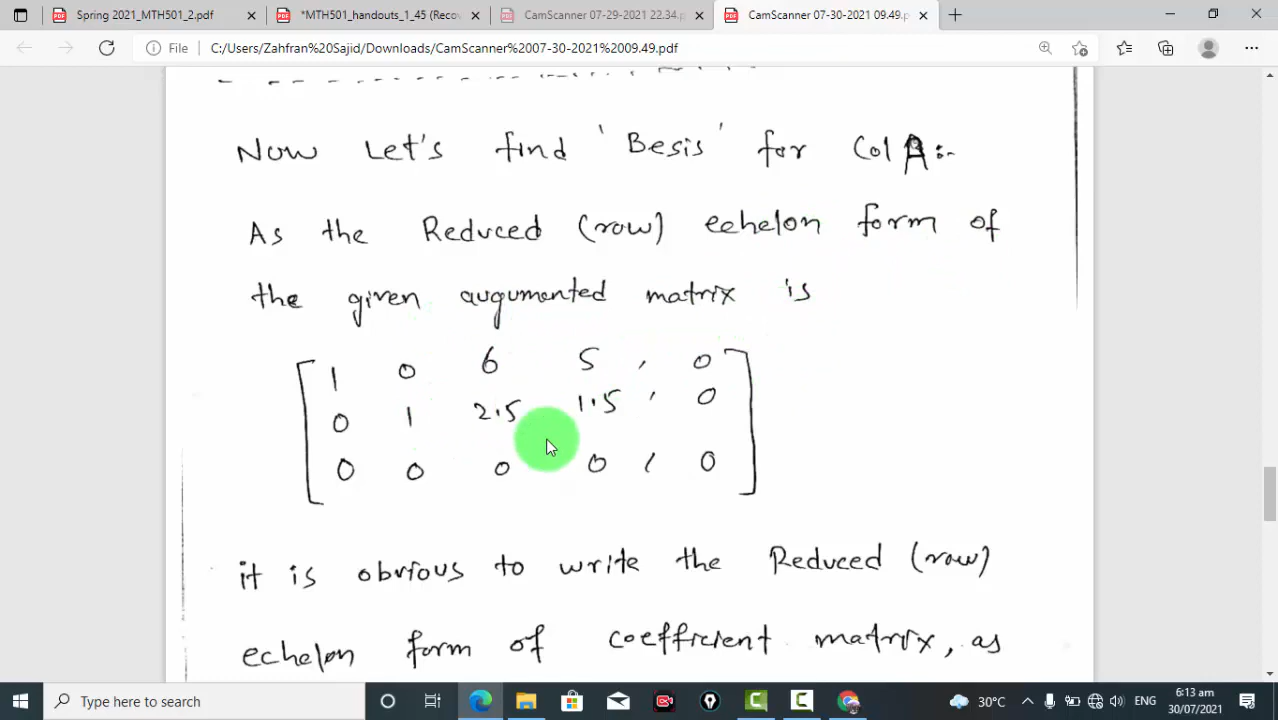 Spring 2021_MTH501_2.pdf
*MTH501_handouts_1_45 (Recov
CamScanner 07-29-2021 22.34.p
CamScanner 07-30-2021 09.49.p
File
C:/Users/Zahfran%20Sajid/Downloads/CamScanner%2007-30-2021%2009.49.pdf
Now Let's find 'Besis' for Col A:-
As the Reduced (row) echelon form of
the given augumented matrix is
1 0 6 5 , 0
0 1 2.5 1.5 , 0
0 0 0 0 , 0
it is obvious to write the Reduced (row)
echelon form of coefficient matrix, as
Type here to search
30°C
ENG
6:13 am
30/07/2021